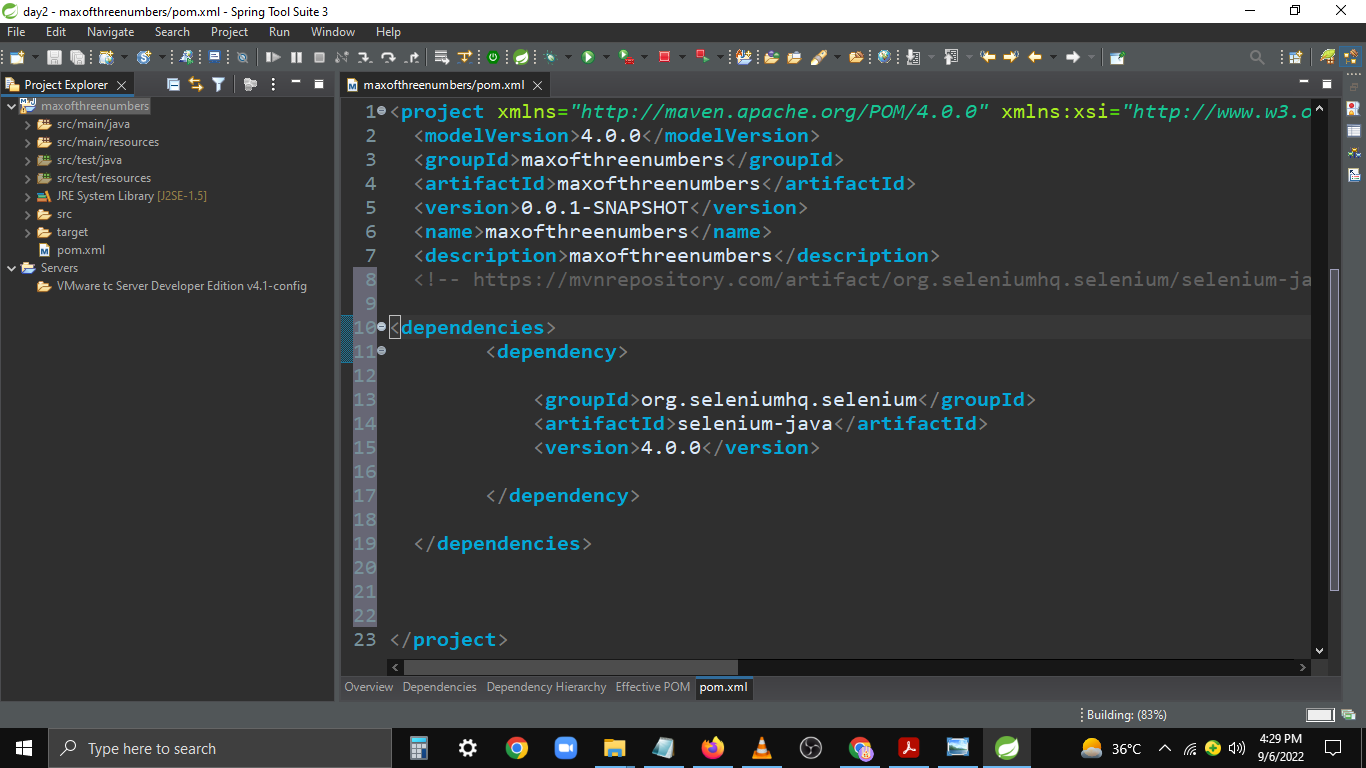 day2 - maxofthreenumbers/pom.xml - Spring Tool Suite 3
File Edit Navigate Search Project Run Window Help
Project Explorer
maxofthreenumbers
src/main/java
src/main/resources
src/test/java
src/test/resources
JRE System Library [J2SE-1.5]
src
target
pom.xml
Servers
VMware tc Server Developer Edition v4.1-config
maxofthreenumbers/pom.xml
1 <project xmlns="http://maven.apache.org/POM/4.0.0" xmlns:xsi="http://www.w3.o
2 <modelVersion>4.0.0</modelVersion>
3 <groupId>maxofthreenumbers</groupId>
4 <artifactId>maxofthreenumbers</artifactId>
5 <version>0.0.1-SNAPSHOT</version>
6 <name>maxofthreenumbers</name>
7 <description>maxofthreenumbers</description>
8 <!-- https://mvnrepository.com/artifact/org.seleniumhq.selenium/selenium-ja
9
10 <dependencies>
11 <dependency>
12
13 <groupId>org.seleniumhq.selenium</groupId>
14 <artifactId>selenium-java</artifactId>
15 <version>4.0.0</version>
16
17 </dependency>
18
19 </dependencies>
20
21
22
23 </project>
Overview Dependencies Dependency Hierarchy Effective POM pom.xml
Building: (83%)
Type here to search
36°C
4:29 PM
9/6/2022